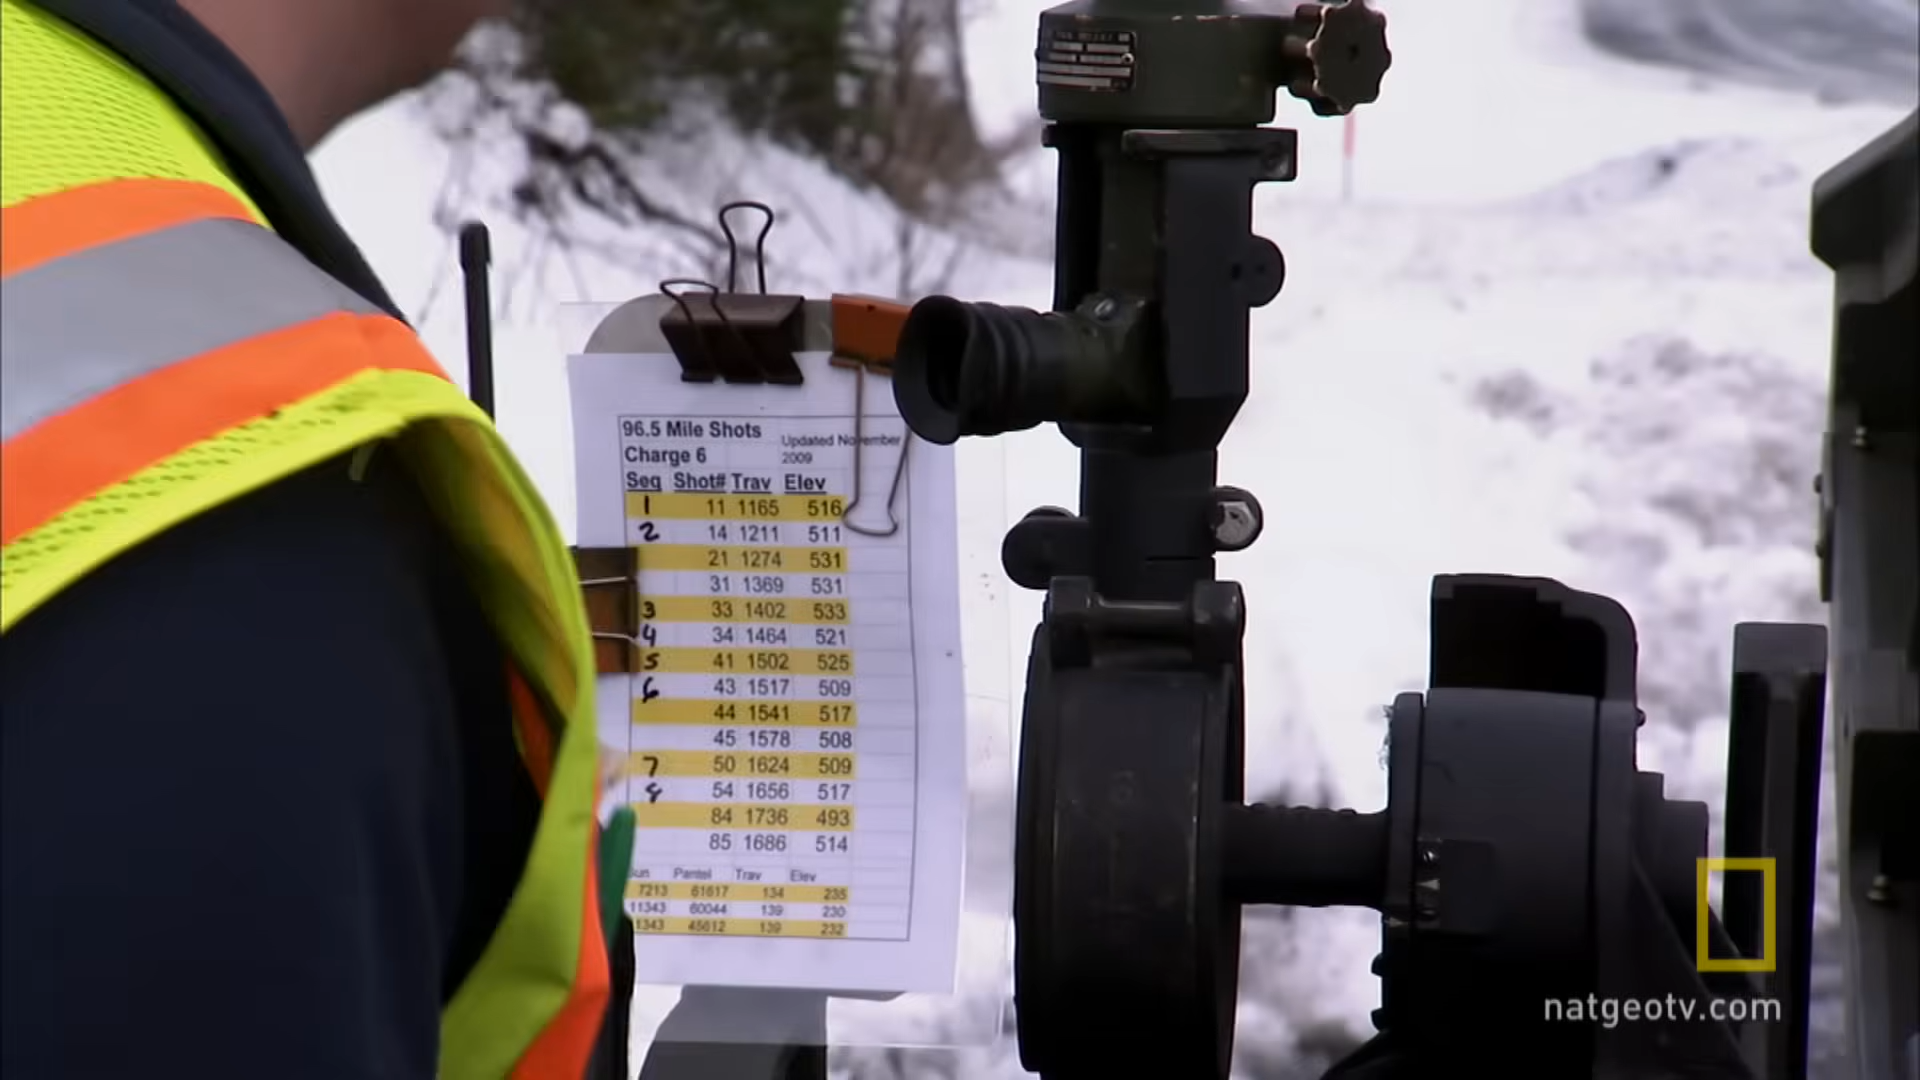 96.5 Mile Shots
Charge 6
Updated November
2009
Seq Shot# Trav Elev
1 11 1165 516
2 14 1211 511
21 1274 531
31 1369 531
3 33 1402 533
4 34 1464 521
5 41 1502 525
6 43 1517 509
44 1541 517
45 1578 508
7 50 1624 509
8 54 1656 517
84 1736 493
85 1686 514
Pantel Trav Elev
7213 61617 134 235
11343 60044 139 230
1343 45612 139 232
natgeotv.com